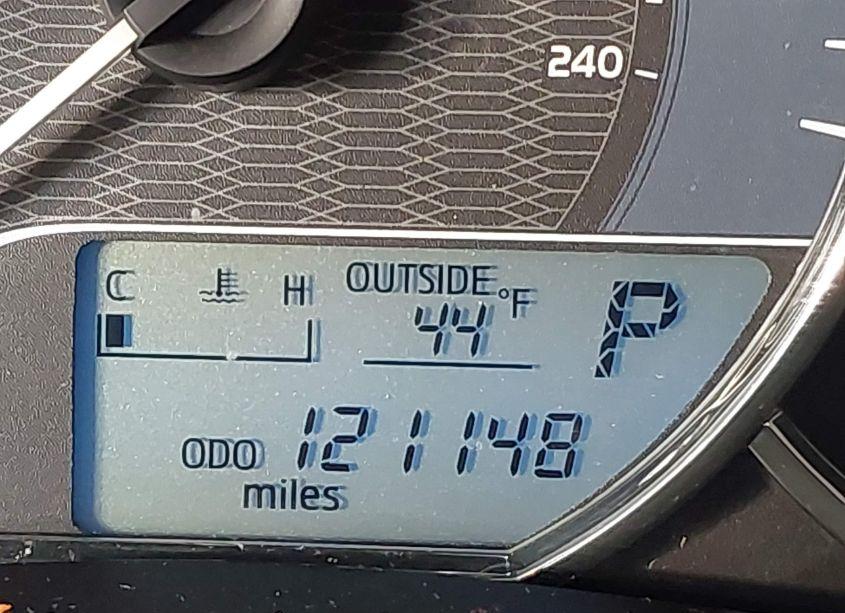 240
C H OUTSIDE °F P
44
ODO 121148
miles